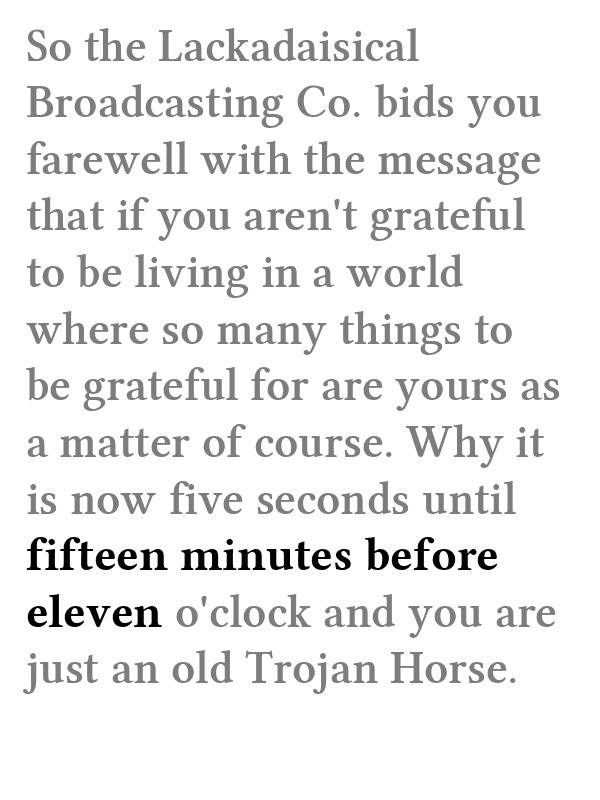 So the Lackadaisical
Broadcasting Co. bids you
farewell with the message
that if you aren't grateful
to be living in a world
where so many things to
be grateful for are yours as
a matter of course. Why it
is now five seconds until
fifteen minutes before
eleven o'clock and you are
just an old Trojan Horse.